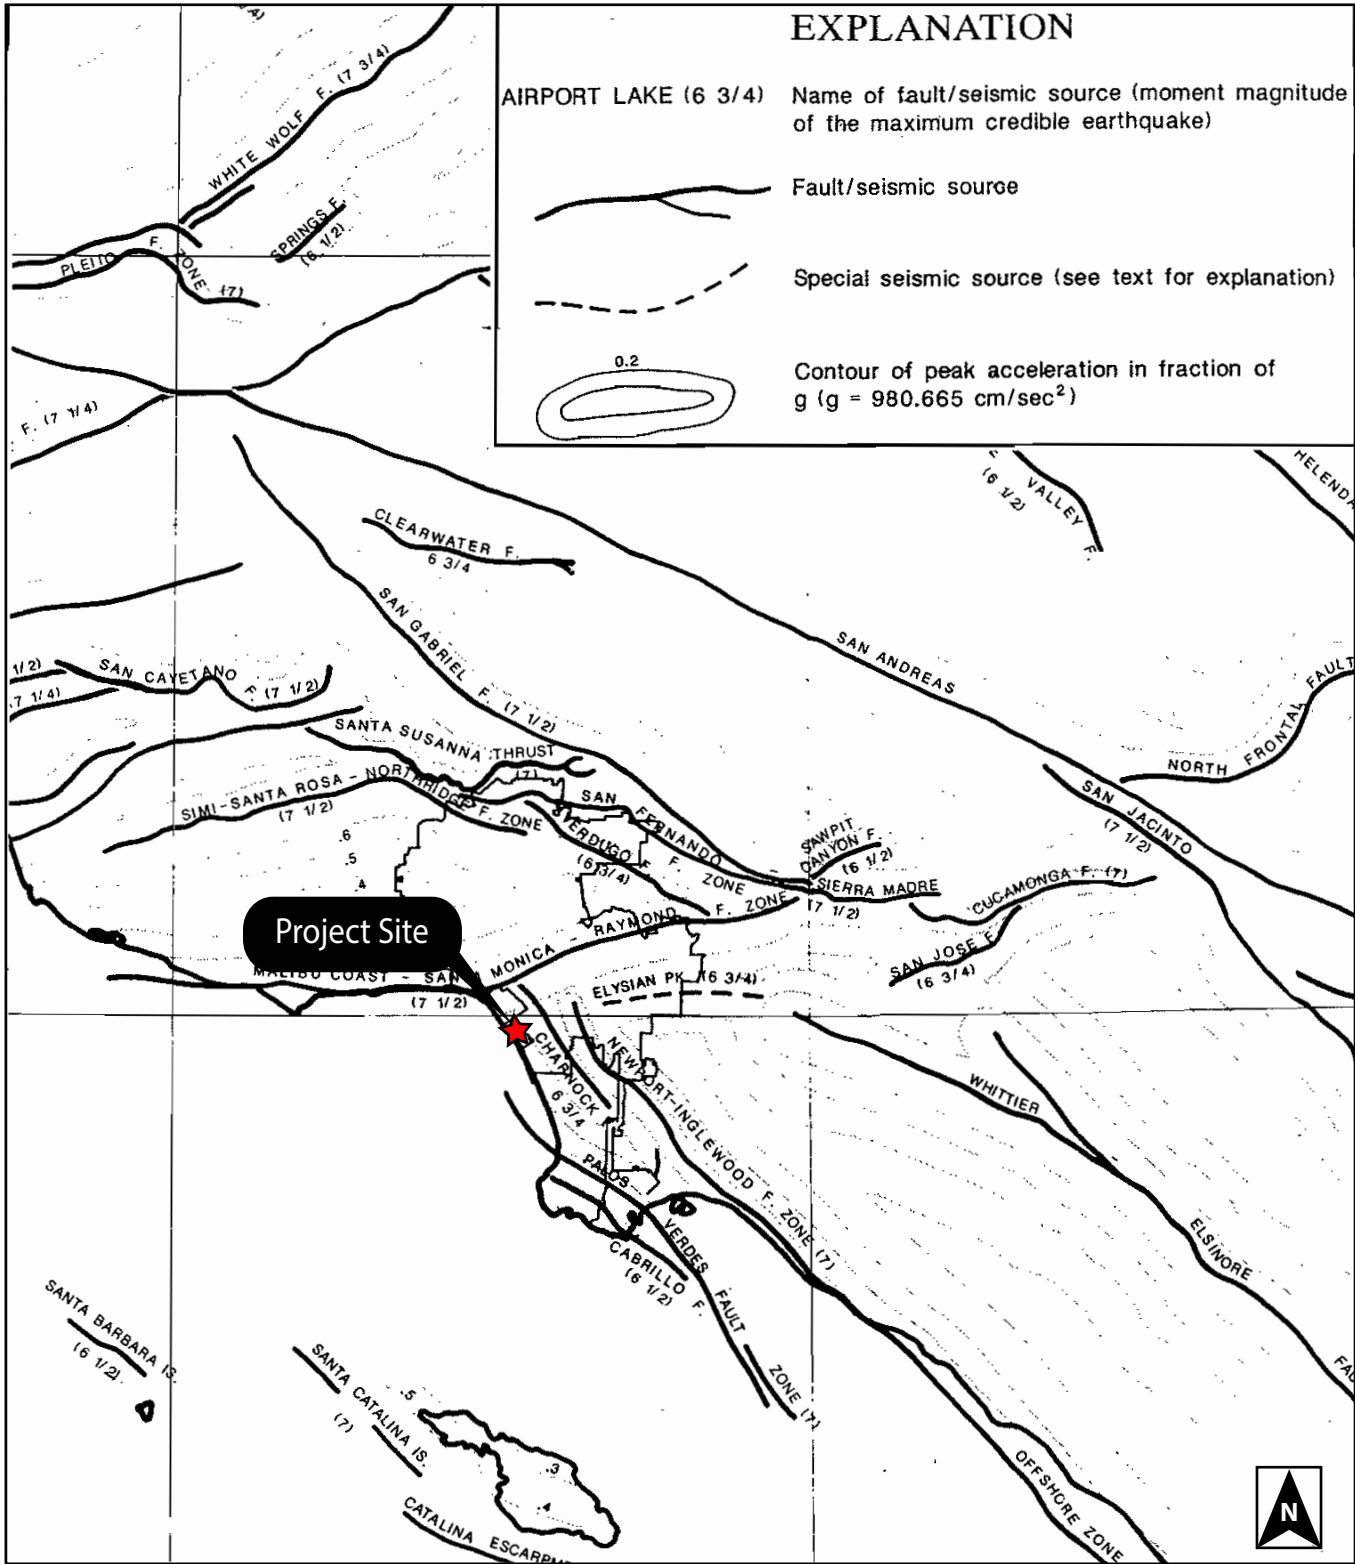 EXPLANATION
AIRPORT LAKE (6 3/4)
Name of fault/seismic source (moment magnitude
of the maximum credible earthquake)
Fault/seismic source
Special seismic source (see text for explanation)
0.2
Contour of peak acceleration in fraction of
g (g = 980.665 cm/sec²)
/4)
WHITE WOLF F. (7 3/4)
SPRINGS F.
(6 1/2)
PLEITO F. ZONE (7)
F. (7 1/4)
VALLEY F.
(6 1/2)
HELENDA
CLEARWATER F.
6 3/4
SAN GABRIEL F. (7 1/2)
SAN ANDREAS
1/2)
7 1/4)
SAN CAYETANO F. (7 1/2)
SANTA SUSANNA THRUST
(7)
NORTH FRONTAL FAULT
SIMI-SANTA ROSA - NORTHRIDGE F. ZONE
(7 1/2)
SAN FERNANDO F. ZONE
VERDUGO F.
(6 3/4)
SAN JACINTO
(7 1/2)
SAWPIT
CANYON F.
(6 1/2)
SIERRA MADRE
(7 1/2)
CUCAMONGA F. (7)
.6
.5
.4
Project Site
MALIBU COAST - SAN MONICA - RAYMOND F. ZONE
(7 1/2)
SAN JOSE F.
(6 3/4)
ELYSIAN PK (6 3/4)
CHARNOCK
6 3/4
NEWPORT-INGLEWOOD F. ZONE (7)
WHITTIER
ELSINORE
FAU
PALOS VERDES FAULT ZONE (7)
CABRILLO F.
(6 1/2)
SANTA BARBARA IS.
(6 1/2)
SANTA CATALINA IS.
(7)
.5
.3
.4
CATALINA ESCARPM
OFFSHORE ZONE
N